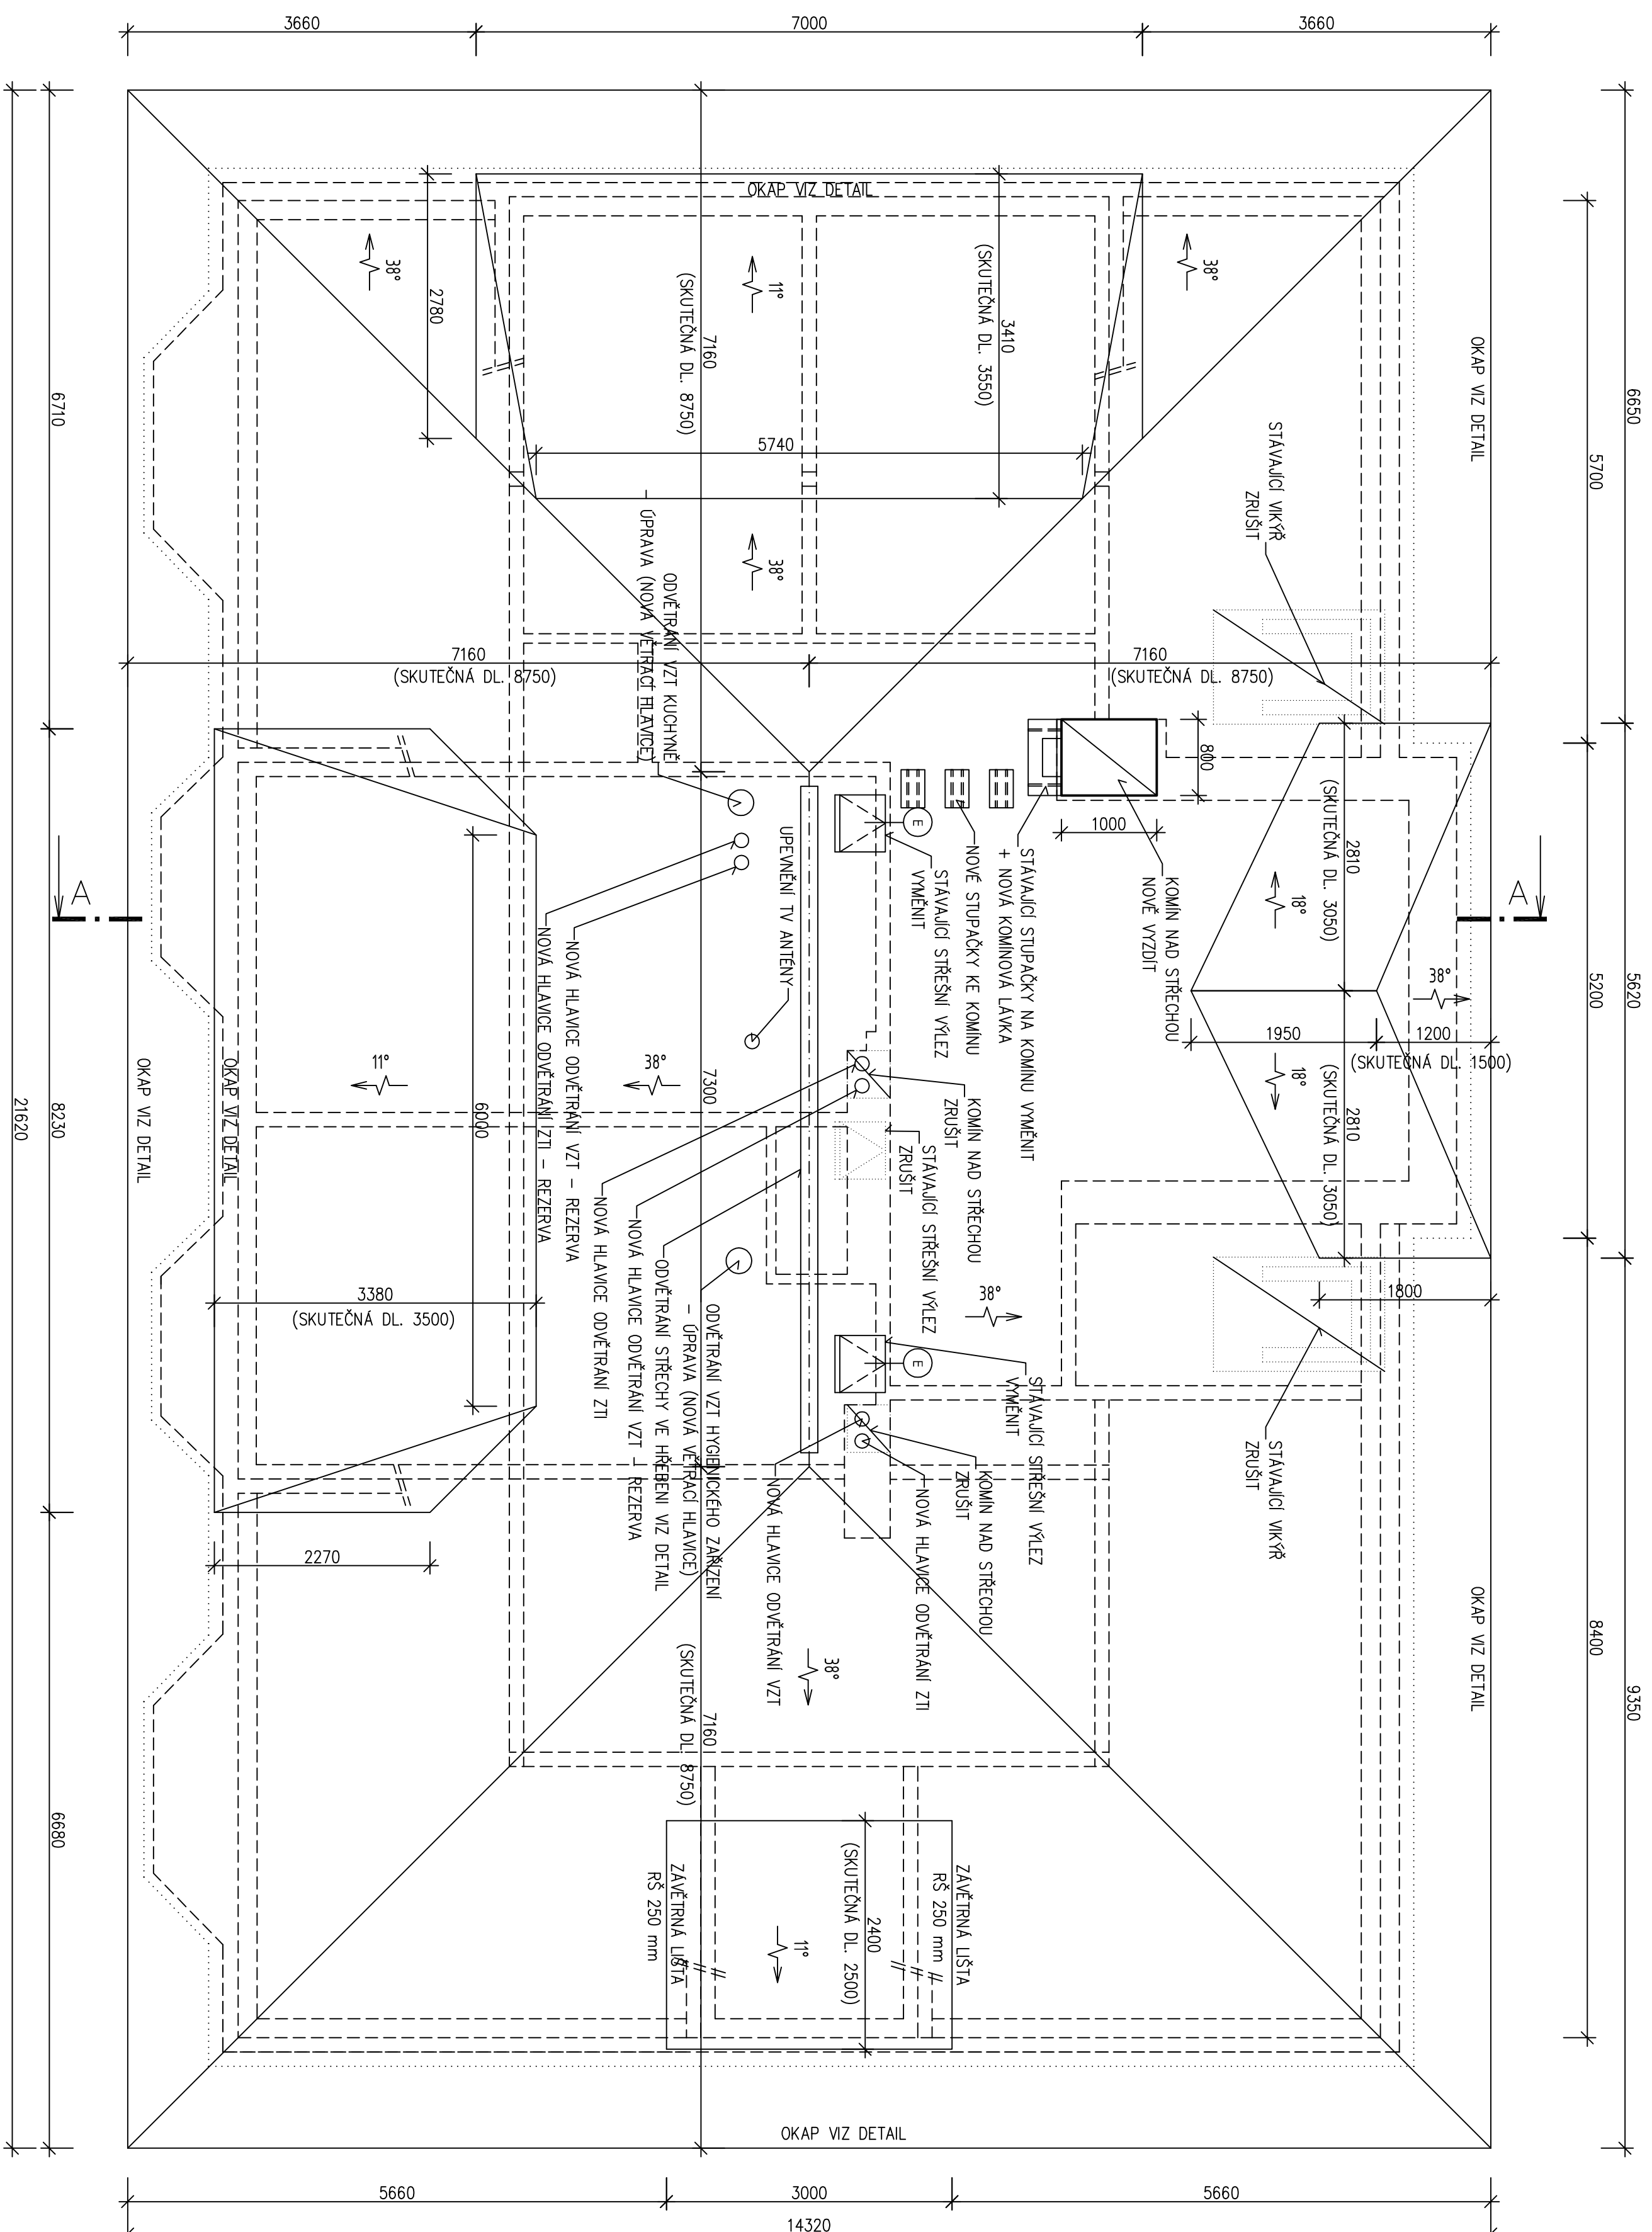 3660
7000
3660
OKAP VIZ DETAIL
38°
11°
38°
2780
7160
(SKUTEČNÁ DL. 8750)
3410
(SKUTEČNÁ DL. 3550)
OKAP VIZ DETAIL
6650
5700
6710
5740
STÁVAJÍCÍ VIKÝŘ
ZRUŠIT
38°
ODVĚTRÁNÍ VZT KUCHYNĚ
ÚPRAVA (NOVÁ VĚTRACÍ HLAVICE)
7160
(SKUTEČNÁ DL. 8750)
7160
(SKUTEČNÁ DL. 8750)
800
1000
2810
(SKUTEČNÁ DL. 3050)
18°
KOMÍN NAD STŘECHOU
NOVĚ VYZDÍT
STÁVAJÍCÍ STUPAČKY NA KOMÍNU VYMĚNIT
+ NOVÁ KOMÍNOVÁ LÁVKA
NOVÉ STUPAČKY KE KOMÍNU
STÁVAJÍCÍ STŘEŠNÍ VÝLEZ
VYMĚNIT
E
UPEVNĚNÍ TV ANTÉNY
NOVÁ HLAVICE ODVĚTRÁNÍ VZT - REZERVA
NOVÁ HLAVICE ODVĚTRÁNÍ ZTI - REZERVA
A
A
38°
5620
5200
1950
1200
(SKUTEČNÁ DL. 1500)
18°
2810
(SKUTEČNÁ DL. 3050)
11°
38°
7300
6000
OKAP VIZ DETAIL
OKAP VIZ DETAIL
8230
21620
KOMÍN NAD STŘECHOU
ZRUŠIT
STÁVAJÍCÍ STŘEŠNÍ VÝLEZ
ZRUŠIT
NOVÁ HLAVICE ODVĚTRÁNÍ ZTI
NOVÁ HLAVICE ODVĚTRÁNÍ VZT - REZERVA
ODVĚTRÁNÍ STŘECHY VE HŘEBENI VIZ DETAIL
ODVĚTRÁNÍ VZT HYGIENICKÉHO ZAŘÍZENÍ
- ÚPRAVA (NOVÁ VĚTRACÍ HLAVICE)
3380
(SKUTEČNÁ DL. 3500)
38°
1800
E
STÁVAJÍCÍ STŘEŠNÍ VÝLEZ
VYMĚNIT
KOMÍN NAD STŘECHOU
ZRUŠIT
NOVÁ HLAVICE ODVĚTRÁNÍ ZTI
NOVÁ HLAVICE ODVĚTRÁNÍ VZT
STÁVAJÍCÍ VIKÝŘ
ZRUŠIT
2270
OKAP VIZ DETAIL
8400
9350
38°
7160
(SKUTEČNÁ DL. 8750)
6680
ZÁVĚTRNÁ LIŠTA
RŠ 250 mm
2400
(SKUTEČNÁ DL. 2500)
ZÁVĚTRNÁ LIŠTA
RŠ 250 mm
11°
OKAP VIZ DETAIL
5660
3000
5660
14320